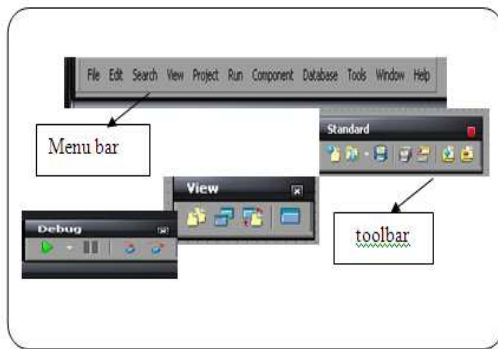 File Edit Search View Project Run Component Database Tools Window Help
Menu bar
Standard
View
toolbar
Debug